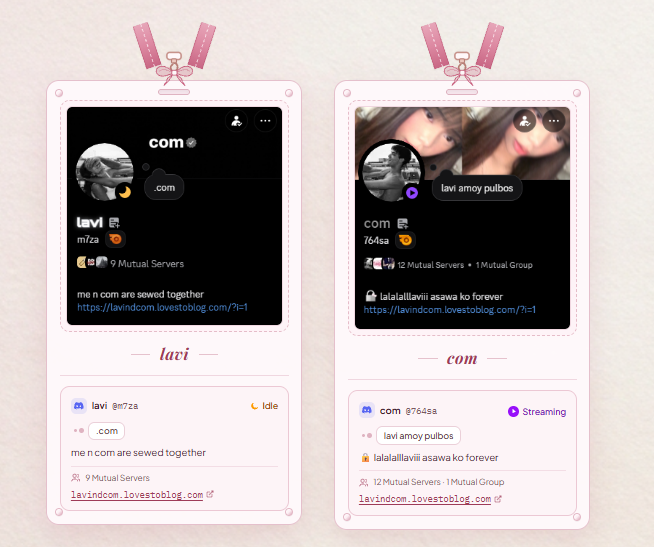 com
.com
lavi
m7za
9 Mutual Servers
me n com are sewed together
https://lavindcom.lovestoblog.com/?i=1
lavi
lavi @m7za
Idle
.com
me n com are sewed together
9 Mutual Servers
lavindcom.lovestoblog.com
lavi amoy pulbos
com
764sa
12 Mutual Servers • 1 Mutual Group
🔒 lalalalllaviii asawa ko forever
https://lavindcom.lovestoblog.com/?i=1
com
com @764sa
Streaming
lavi amoy pulbos
🔒 lalalalllaviii asawa ko forever
12 Mutual Servers · 1 Mutual Group
lavindcom.lovestoblog.com